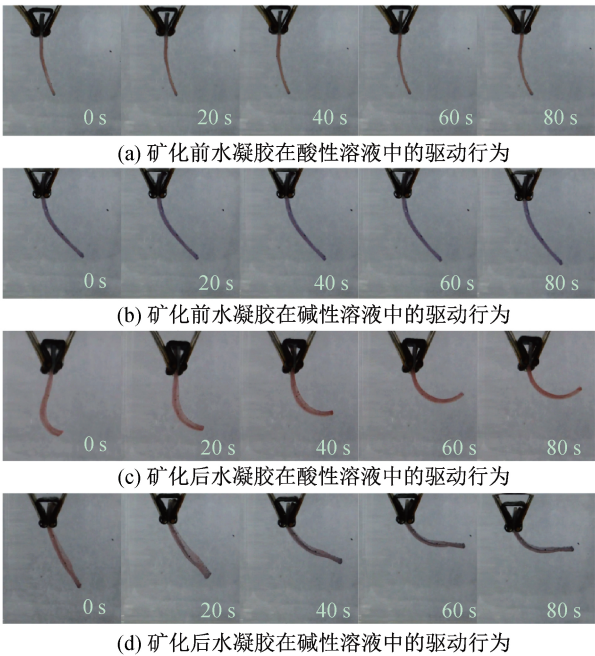 0 s 20 s 40 s 60 s 80 s
(a) 矿化前水凝胶在酸性溶液中的驱动行为
0 s 20 s 40 s 60 s 80 s
(b) 矿化前水凝胶在碱性溶液中的驱动行为
0 s 20 s 40 s 60 s 80 s
(c) 矿化后水凝胶在酸性溶液中的驱动行为
0 s 20 s 40 s 60 s 80 s
(d) 矿化后水凝胶在碱性溶液中的驱动行为